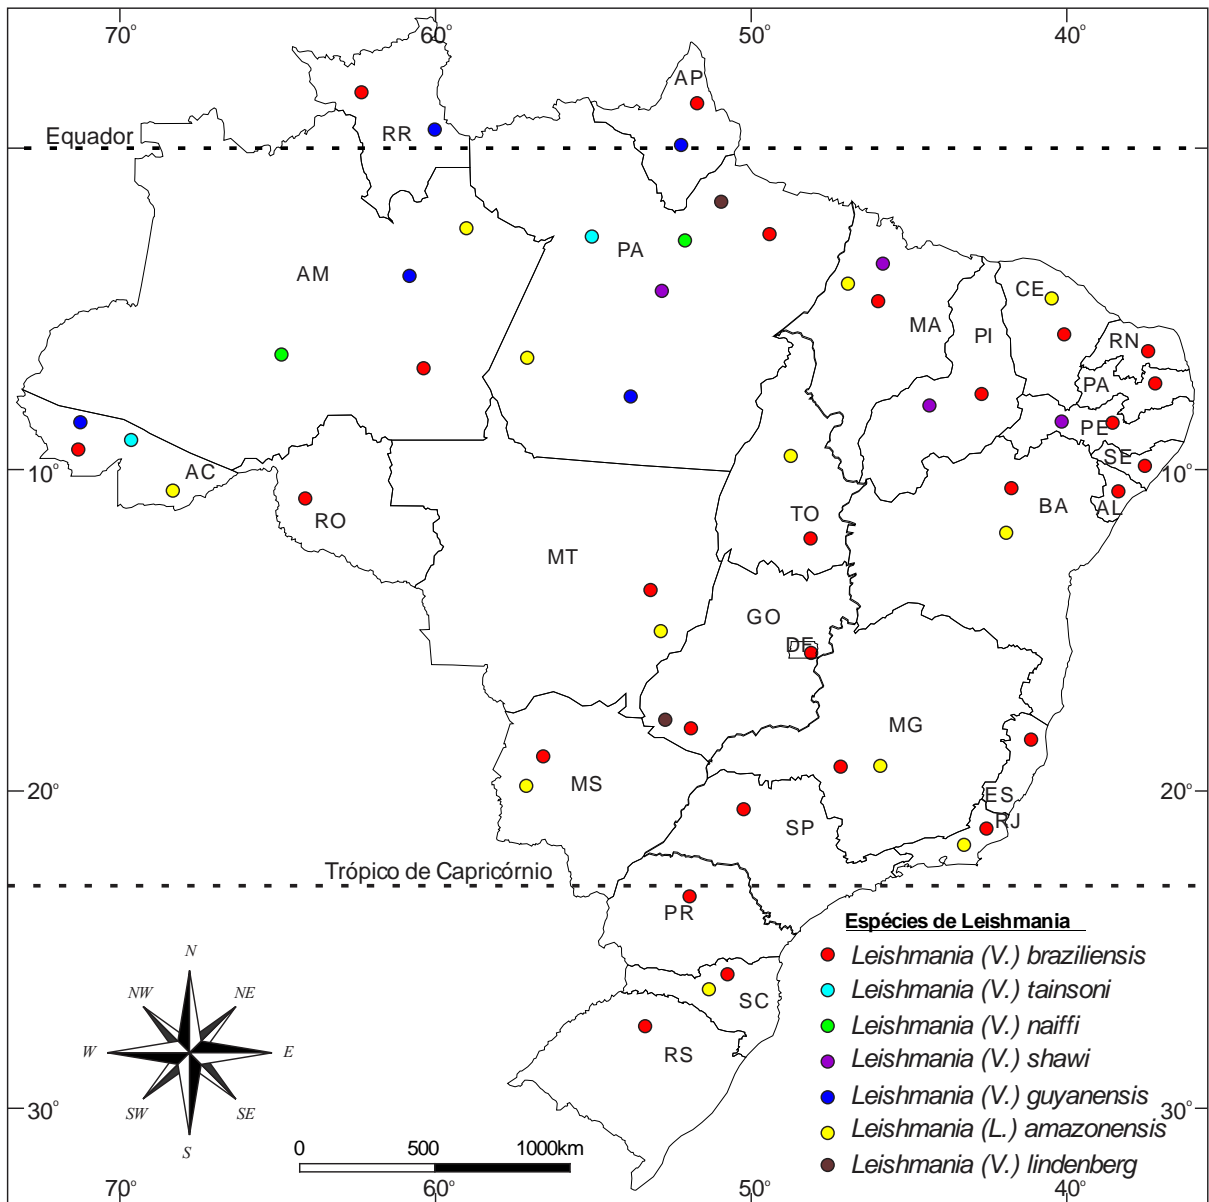 70°
60°
50°
40°
AP
Equador
RR
PA
AM
CE
MA
PI
RN
PA
PE
SE
10°
AC
10°
RO
TO
BA
AL
MT
GO
DF
MG
MS
ES
20°
20°
RJ
SP
Trópico de Capricórnio
PR
Espécies de Leishmania
Leishmania (V.) braziliensis
Leishmania (V.) tainsoni
SC
Leishmania (V.) naiffi
RS
Leishmania (V.) shawi
Leishmania (V.) guyanensis
Leishmania (L.) amazonensis
Leishmania (V.) lindenberg
N
NW
NE
W
E
SW
SE
S
30°
30°
0
500
1000km
70°
60°
50°
40°